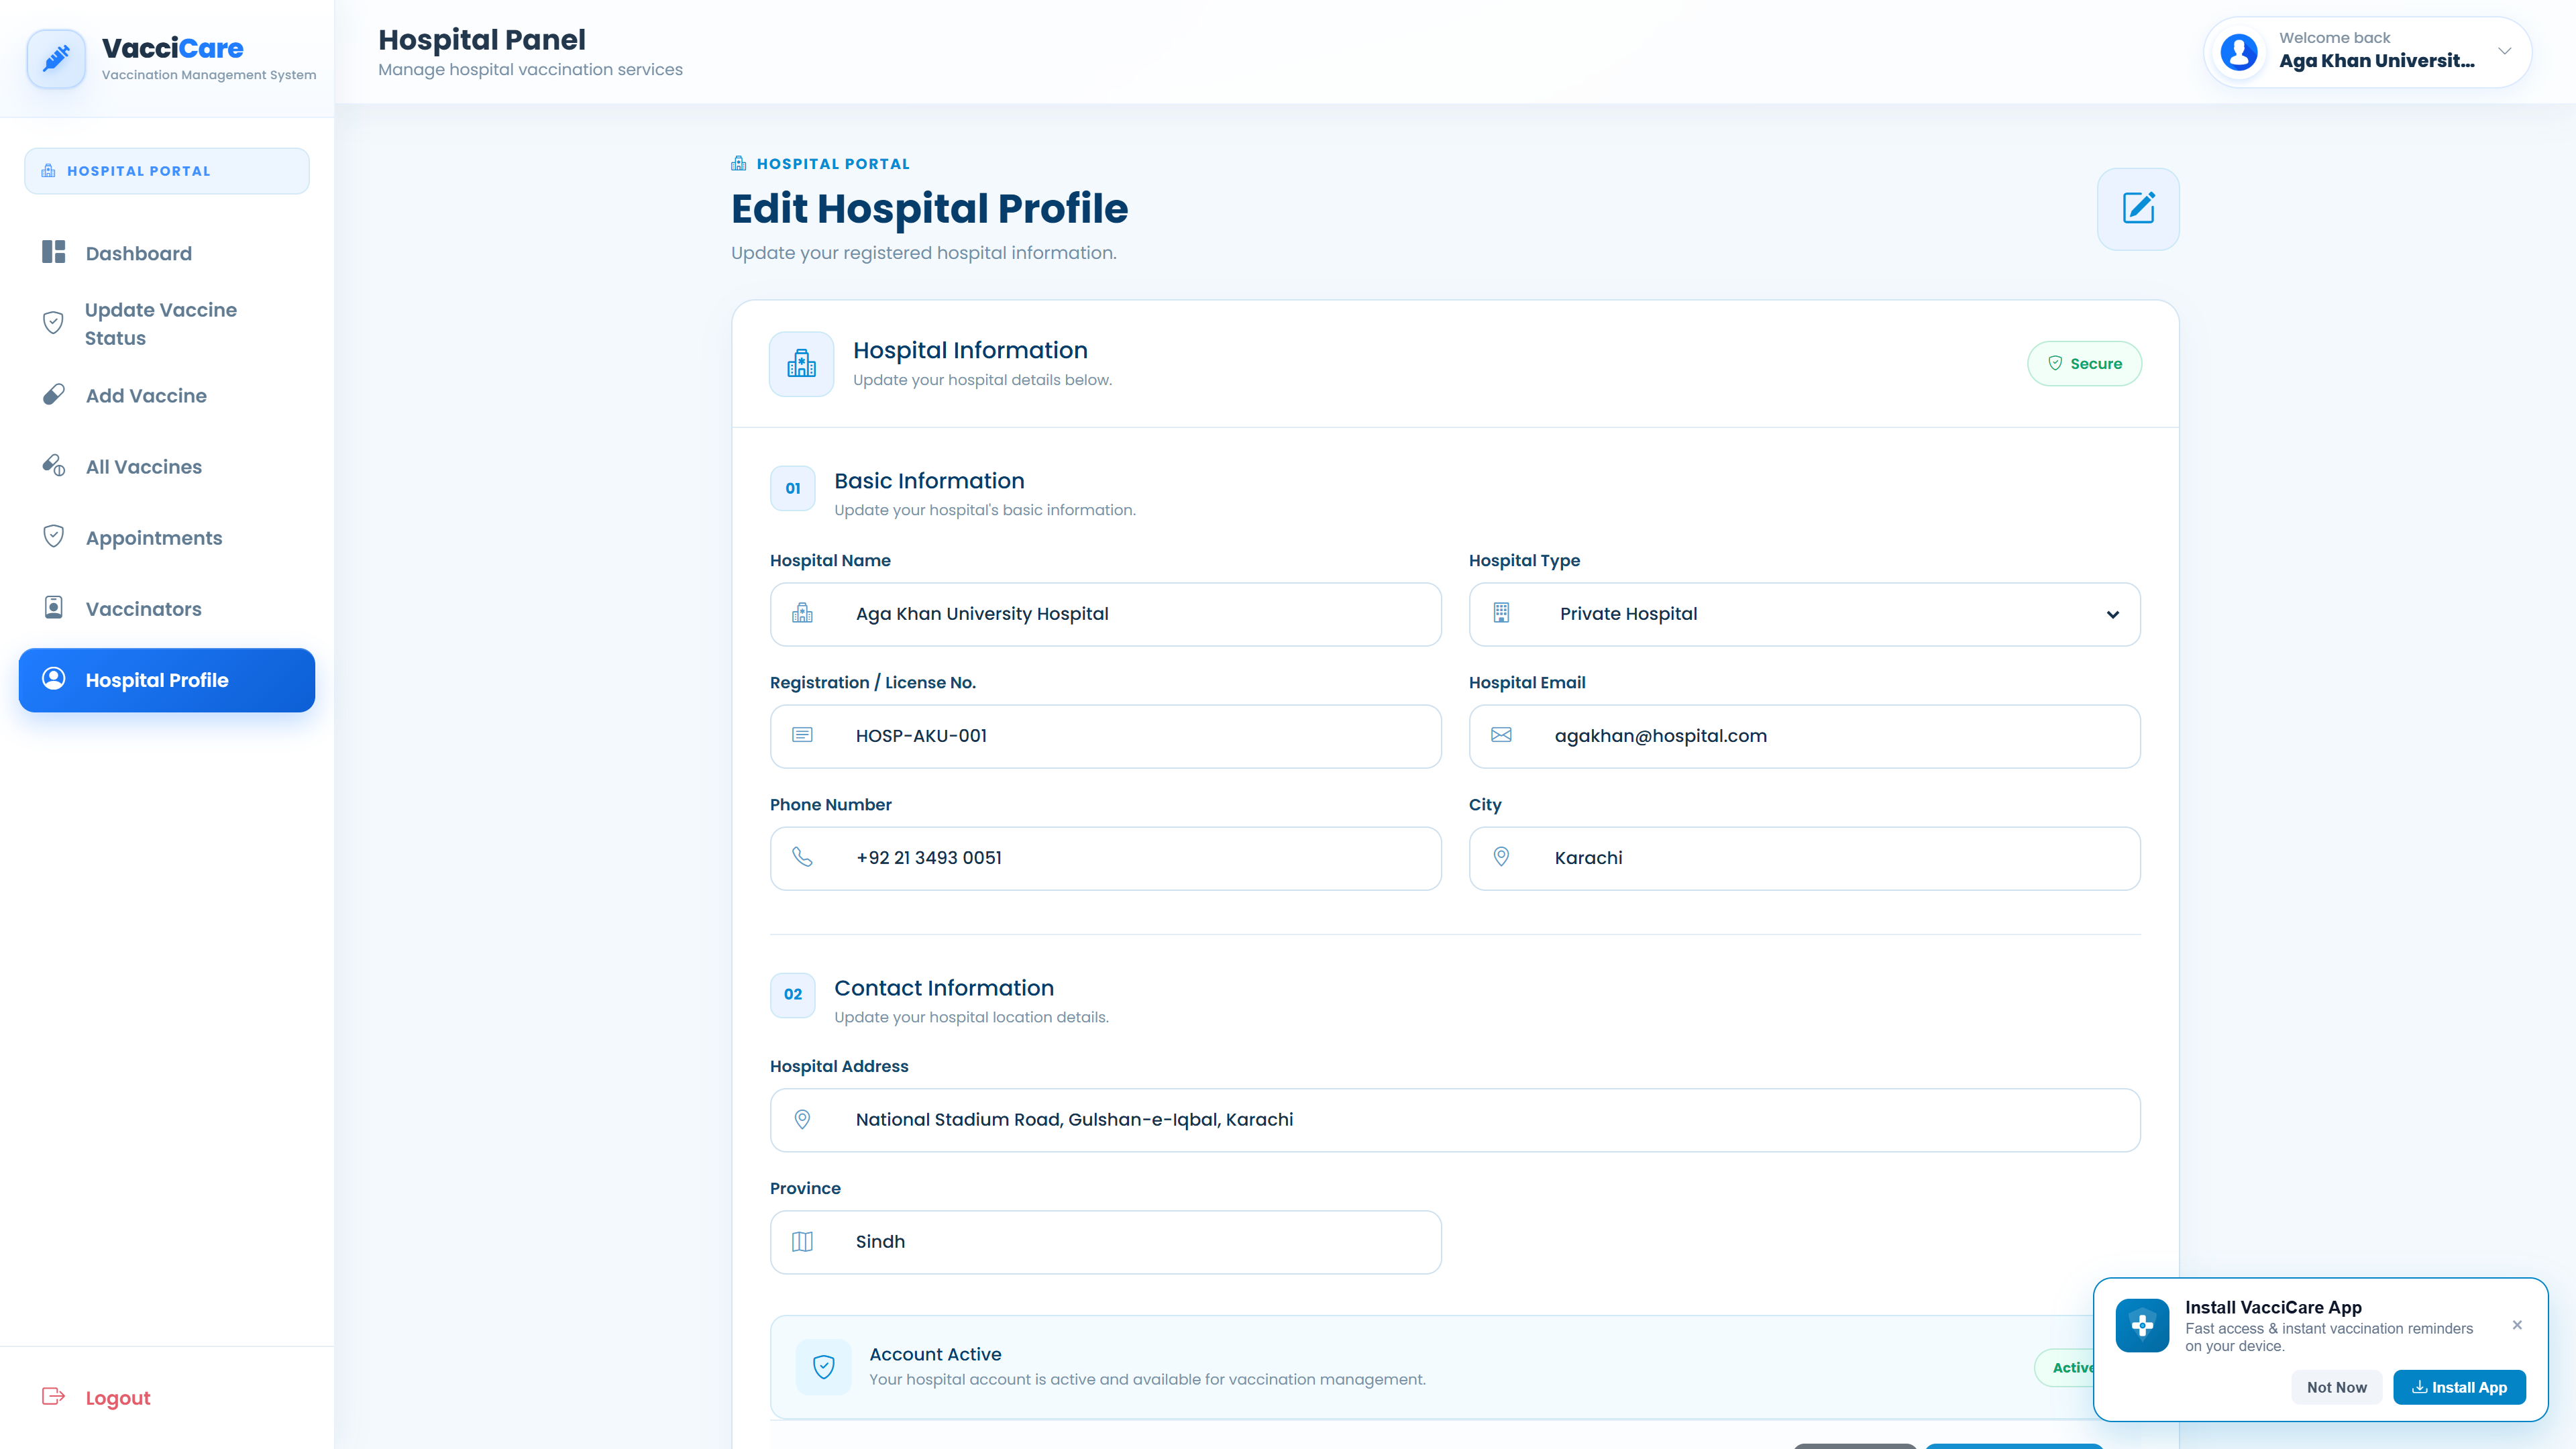 VacciCare
Vaccination Management System
HOSPITAL PORTAL
Dashboard
Update Vaccine
Status
Add Vaccine
All Vaccines
Appointments
Vaccinators
Hospital Profile
Logout
Hospital Panel
Manage hospital vaccination services
Welcome back
Aga Khan Universit...
HOSPITAL PORTAL
Edit Hospital Profile
Update your registered hospital information.
Hospital Information
Update your hospital details below.
Secure
01
Basic Information
Update your hospital's basic information.
Hospital Name
Aga Khan University Hospital
Hospital Type
Private Hospital
Registration / License No.
HOSP-AKU-001
Hospital Email
agakhan@hospital.com
Phone Number
+92 21 3493 0051
City
Karachi
02
Contact Information
Update your hospital location details.
Hospital Address
National Stadium Road, Gulshan-e-Iqbal, Karachi
Province
Sindh
Account Active
Your hospital account is active and available for vaccination management.
Active
Install VacciCare App
Fast access & instant vaccination reminders
on your device.
Not Now
Install App